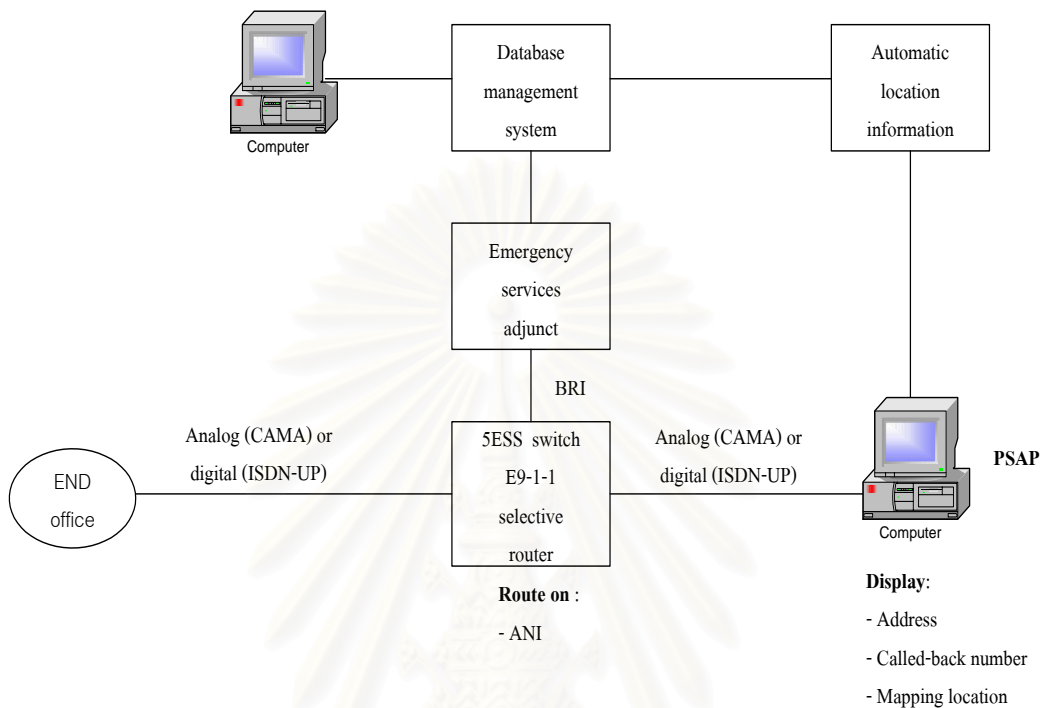 Database
management
system
Automatic
location
information
Computer
Emergency
services
adjunct
BRI
Analog (CAMA) or
digital (ISDN-UP)
5ESS switch
E9-1-1
selective
router
Analog (CAMA) or
digital (ISDN-UP)
PSAP
END
office
Computer
Route on :
- ANI
Display:
- Address
- Called-back number
- Mapping location